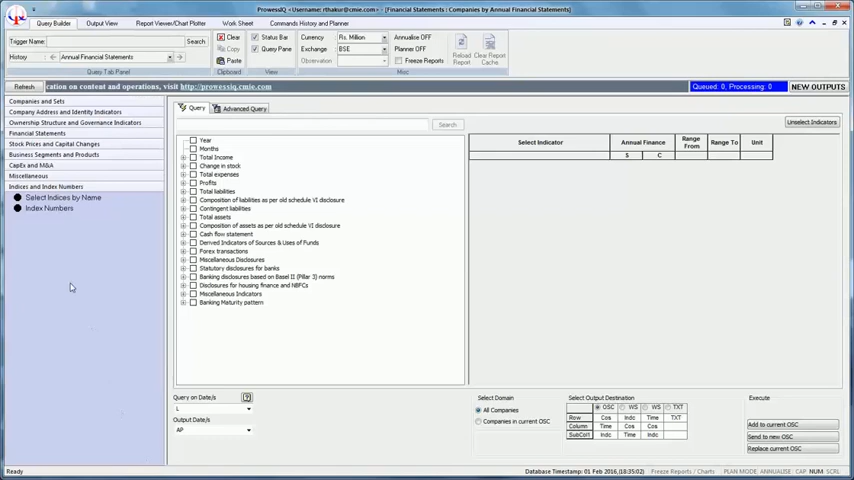 ProwessIQ <Username: rthakur@cmie.com> - [Financial Statements : Companies by Annual Financial Statements]
Query Builder Output View Report Viewer/Chart Plotter Work Sheet Commands History and Planner
Trigger Name: Search
History Annual Financial Statements
Query Tab Panel
Clear
Copy
Paste
Clipboard
Status Bar
Query Pane
View
Currency Rs. Million
Exchange BSE
Observation
Annualise OFF
Planner OFF
Freeze Reports
Reload Report
Clear Report Cache
Misc
Refresh cation on content and operations, visit http://prowessiq.cmie.com Queued: 0, Processing: 0 NEW OUTPUTS
Companies and Sets
Company Address and Identity Indicators
Ownership Structure and Governance Indicators
Financial Statements
Stock Prices and Capital Changes
Business Segments and Products
CapEx and M&A
Miscellaneous
Indices and Index Numbers
Select Indices by Name
Index Numbers
Query Advanced Query
Search
Unselect Indicators
Year
Months
Total Income
Change in stock
Total expenses
Profits
Total liabilities
Composition of liabilities as per old schedule VI disclosure
Contingent liabilities
Total assets
Composition of assets as per old schedule VI disclosure
Cash flow statement
Derived Indicators of Sources & Uses of Funds
Forex transactions
Miscellaneous Disclosures
Statutory disclosures for banks
Banking disclosures based on Basel II (Pillar 3) norms
Disclosures for housing finance and NBFCs
Miscellaneous Indicators
Banking Maturity pattern
Select Indicator Annual Finance Range From Range To Unit
S C
Query on Date/s ?
L
Output Date/s
AP
Select Domain
All Companies
Companies in current OSC
Select Output Destination
OSC WS WS TXT
Row Cos Indc Time TXT
Column Time Cos Cos
SubCol1 Indc Time Indc
Execute
Add to current OSC
Send to new OSC
Replace current OSC
Ready Database Timestamp: 01 Feb 2016,(18:35:02) Freeze Reports / Charts PLAN MODE: ANNUALISE: CAP NUM SCRL